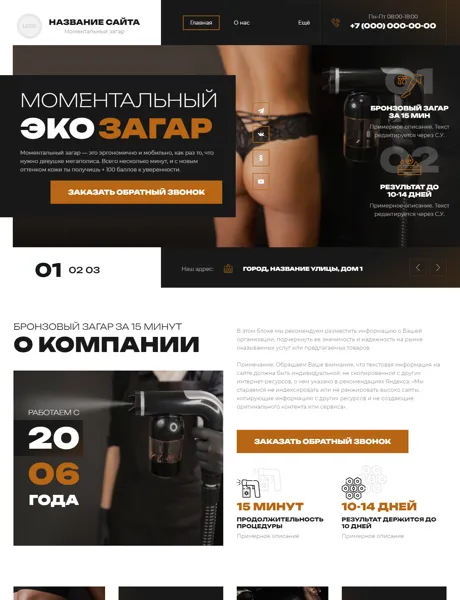 LOGO
НАЗВАНИЕ САЙТА
Моментальный загар
Главная
О нас
Ещё
Пн-Пт 08:00-18:00
+7 (000) 000-00-00
МОМЕНТАЛЬНЫЙ
ЭКО ЗАГАР
Моментальный загар — это эргономично и мобильно, как раз то, что
нужно девушке мегаполиса. Всего несколько минут, и с новым
оттенком кожи ты получишь + 100 баллов к уверенности.
ЗАКАЗАТЬ ОБРАТНЫЙ ЗВОНОК
01
БРОНЗОВЫЙ ЗАГАР
ЗА 15 МИН
Примерное описание. Текст
редактируется через С.У.
02
РЕЗУЛЬТАТ ДО
10-14 ДНЕЙ
Примерное описание. Текст
редактируется через С.У.
01 02 03
Наш адрес:
ГОРОД, НАЗВАНИЕ УЛИЦЫ, ДОМ 1
БРОНЗОВЫЙ ЗАГАР ЗА 15 МИНУТ
О КОМПАНИИ
РАБОТАЕМ С
20
06
ГОДА
В этом блоке мы рекомендуем разместить информацию о Вашей
организации, подчеркнуть ее значимость и надежность на рынке
оказываемых услуг или предлагаемых товаров.
Примечание. Обращаем Ваше внимание, что текстовая информация на
сайте должна быть индивидуальной, не скопированной с других
интернет-ресурсов, о чем указано в рекомендациях Яндекса: «Мы
стараемся не индексировать или не ранжировать высоко сайты,
копирующие информацию с других ресурсов и не создающие
оригинального контента или сервиса».
ЗАКАЗАТЬ ОБРАТНЫЙ ЗВОНОК
15 МИНУТ
ПРОДОЛЖИТЕЛЬНОСТЬ
ПРОЦЕДУРЫ
Примерное описание
10-14 ДНЕЙ
РЕЗУЛЬТАТ ДЕРЖИТСЯ ДО
10 ДНЕЙ
Примерное описание